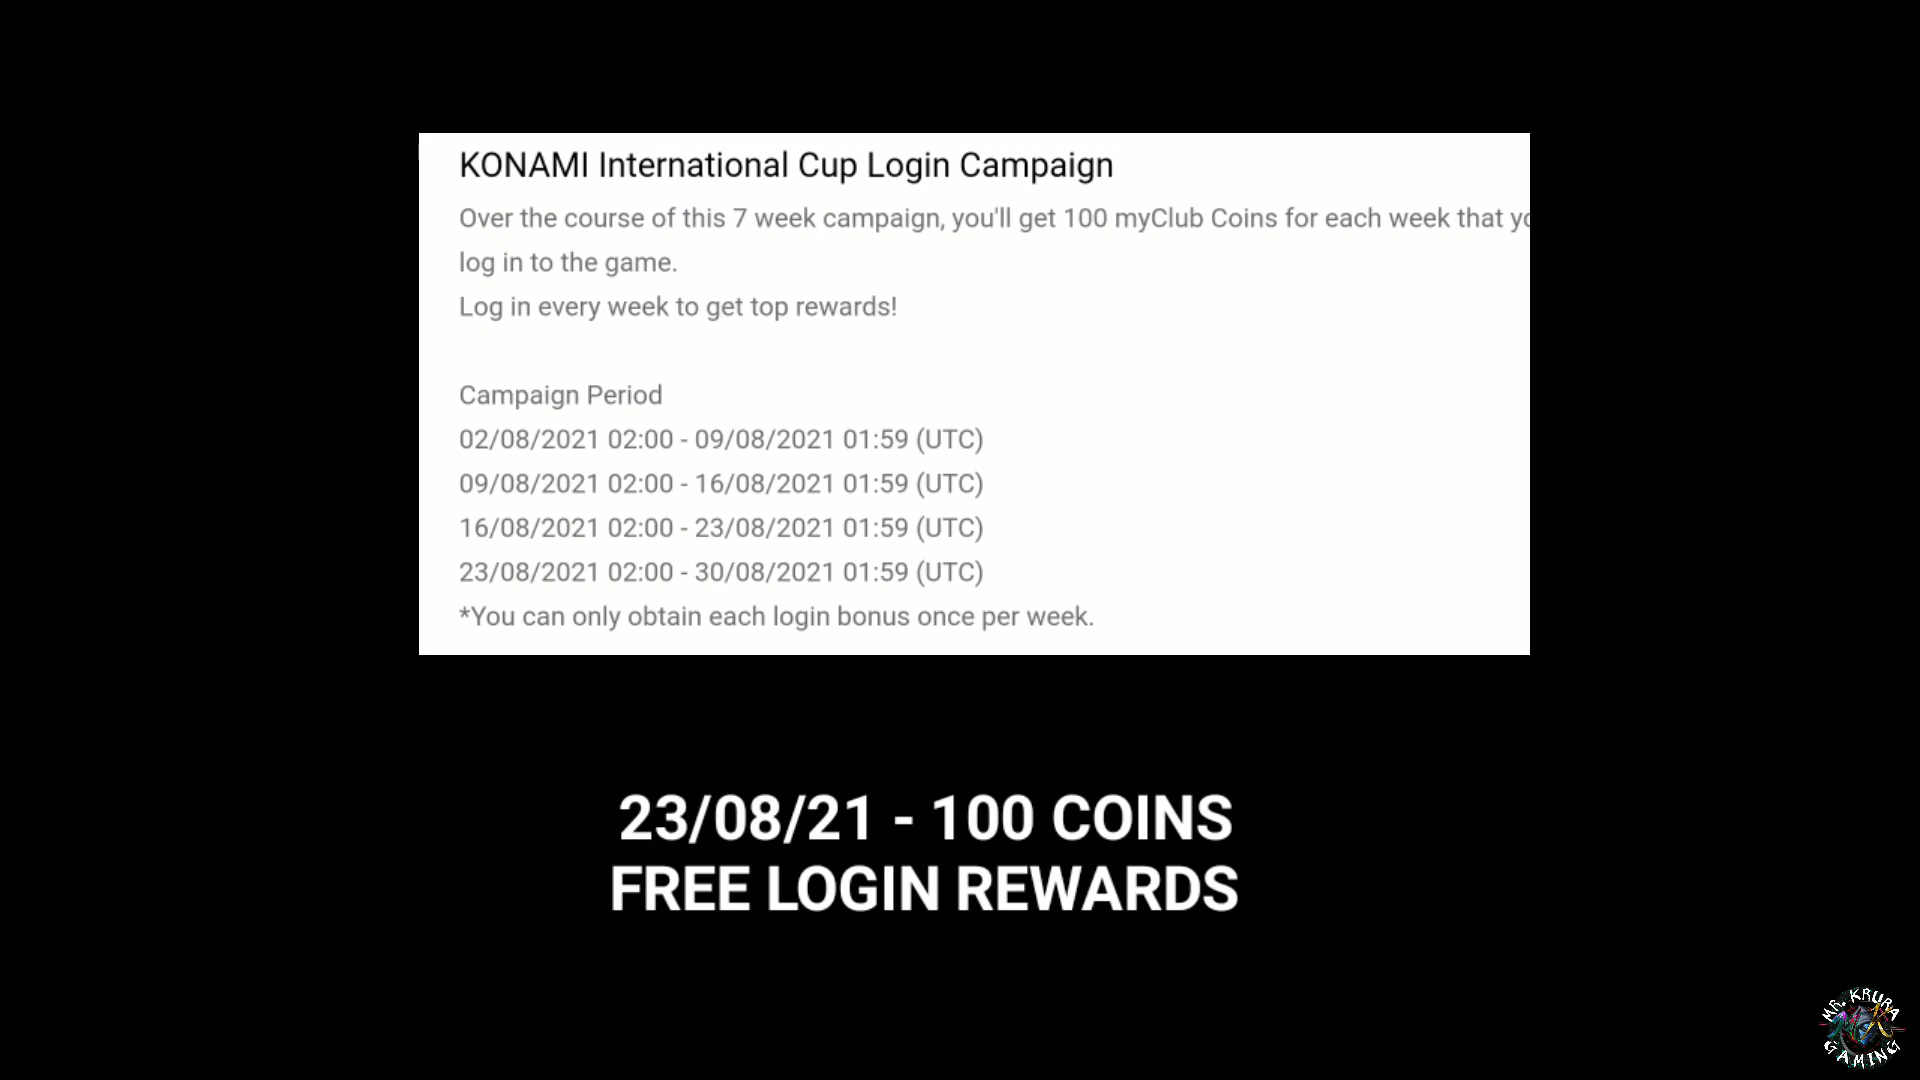 KONAMI International Cup Login Campaign
Over the course of this 7 week campaign, you'll get 100 myClub Coins for each week that yo
log in to the game.
Log in every week to get top rewards!
Campaign Period
02/08/2021 02:00 - 09/08/2021 01:59 (UTC)
09/08/2021 02:00 - 16/08/2021 01:59 (UTC)
16/08/2021 02:00 - 23/08/2021 01:59 (UTC)
23/08/2021 02:00 - 30/08/2021 01:59 (UTC)
*You can only obtain each login bonus once per week.
23/08/21 - 100 COINS
FREE LOGIN REWARDS
MR. KRURA
GAMING